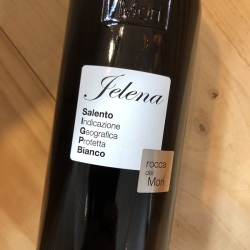 Jelena
Salento
Indicazione
Geografica
Protetta
Bianco
rocca
dei
Mori